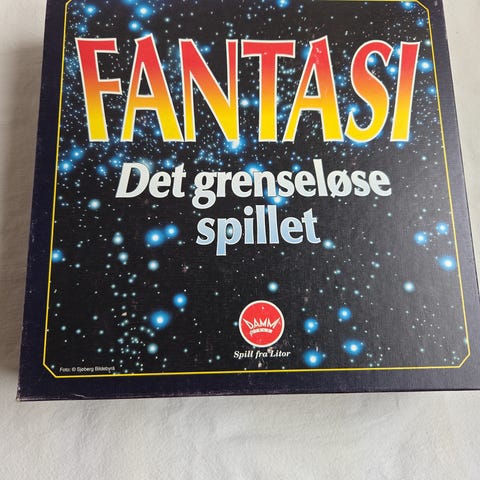 FANTASI
Det grenseløse
spillet
DAMM
Spill fra Litor
Foto: © Sjøberg Bildebyrå